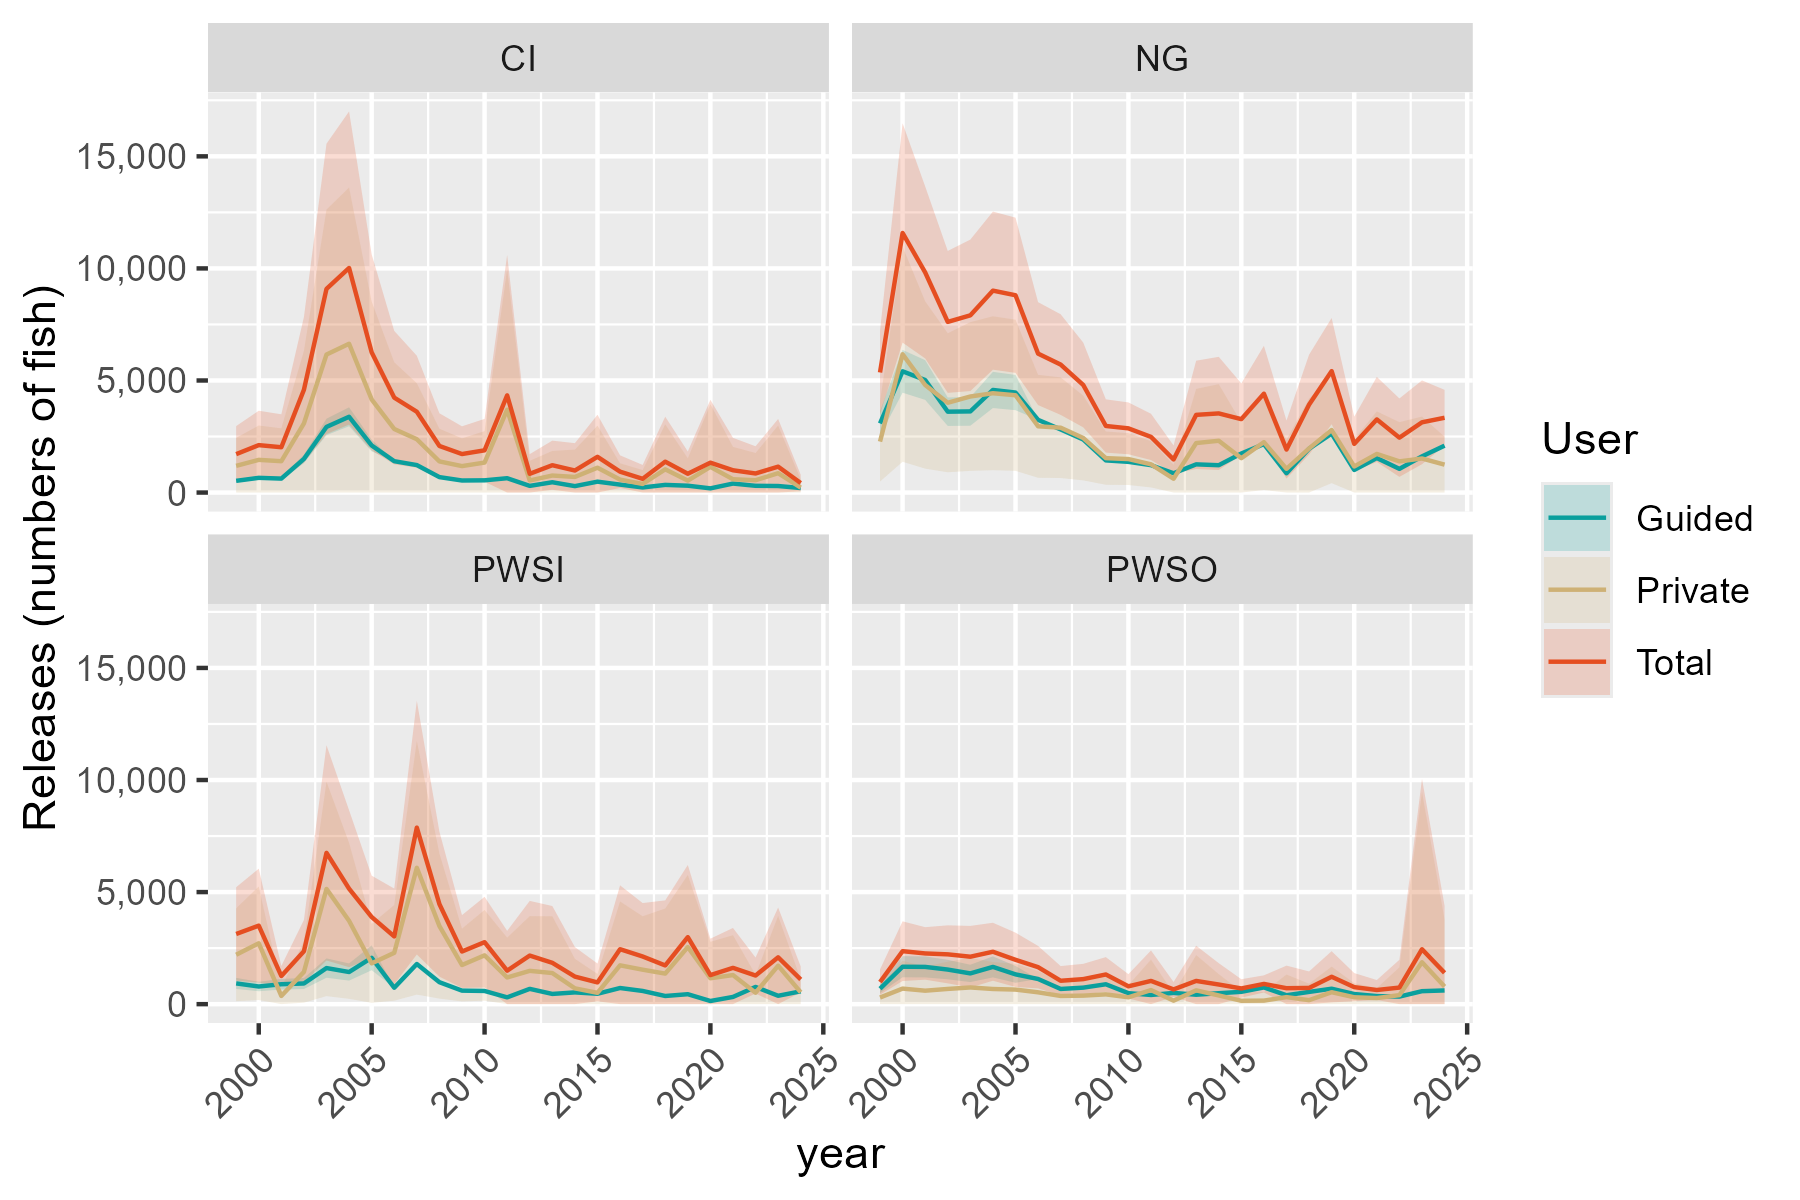 CI
NG
15,000
10,000
5,000
0
PWSI
PWSO
15,000
10,000
5,000
0
2000
2005
2010
2015
2020
2025
2000
2005
2010
2015
2020
2025
year
Releases (numbers of fish)
User
Guided
Private
Total